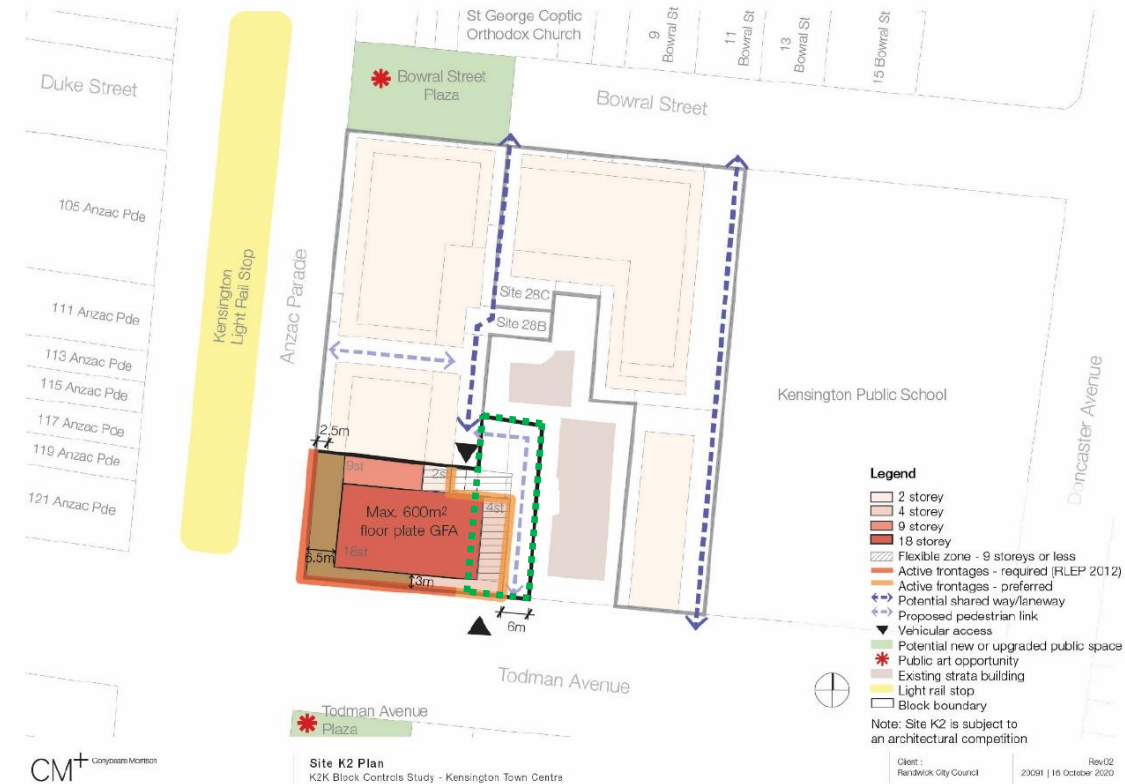 St George Coptic
Orthodox Church
9
Bowral St
11
Bowral St
13
Bowral St
15 Bowral St
Duke Street
Bowral Street
Plaza
Bowral Street
105 Anzac Pde
111 Anzac Pde
113 Anzac Pde
115 Anzac Pde
117 Anzac Pde
119 Anzac Pde
121 Anzac Pde
Kensington
Light Rail Stop
Anzac Parade
Site 28C
Site 28B
Kensington Public School
Doncaster Avenue
2.5m
9st
2st
4st
Max. 600m²
floor plate GFA
18st
5.5m
3m
6m
Todman Avenue
Todman Avenue
Plaza
Legend
2 storey
4 storey
9 storey
18 storey
Flexible zone - 9 storeys or less
Active frontages - required (RLEP 2012)
Active frontages - preferred
Potential shared way/laneway
Proposed pedestrian link
Vehicular access
Potential new or upgraded public space
Public art opportunity
Existing strata building
Light rail stop
Block boundary
Note: Site K2 is subject to
an architectural competition
CM+ Conybeare Morrison
Site K2 Plan
K2K Block Controls Study - Kensington Town Centre
Client :
Randwick City Council
Rev02
20091 | 16 October 2020